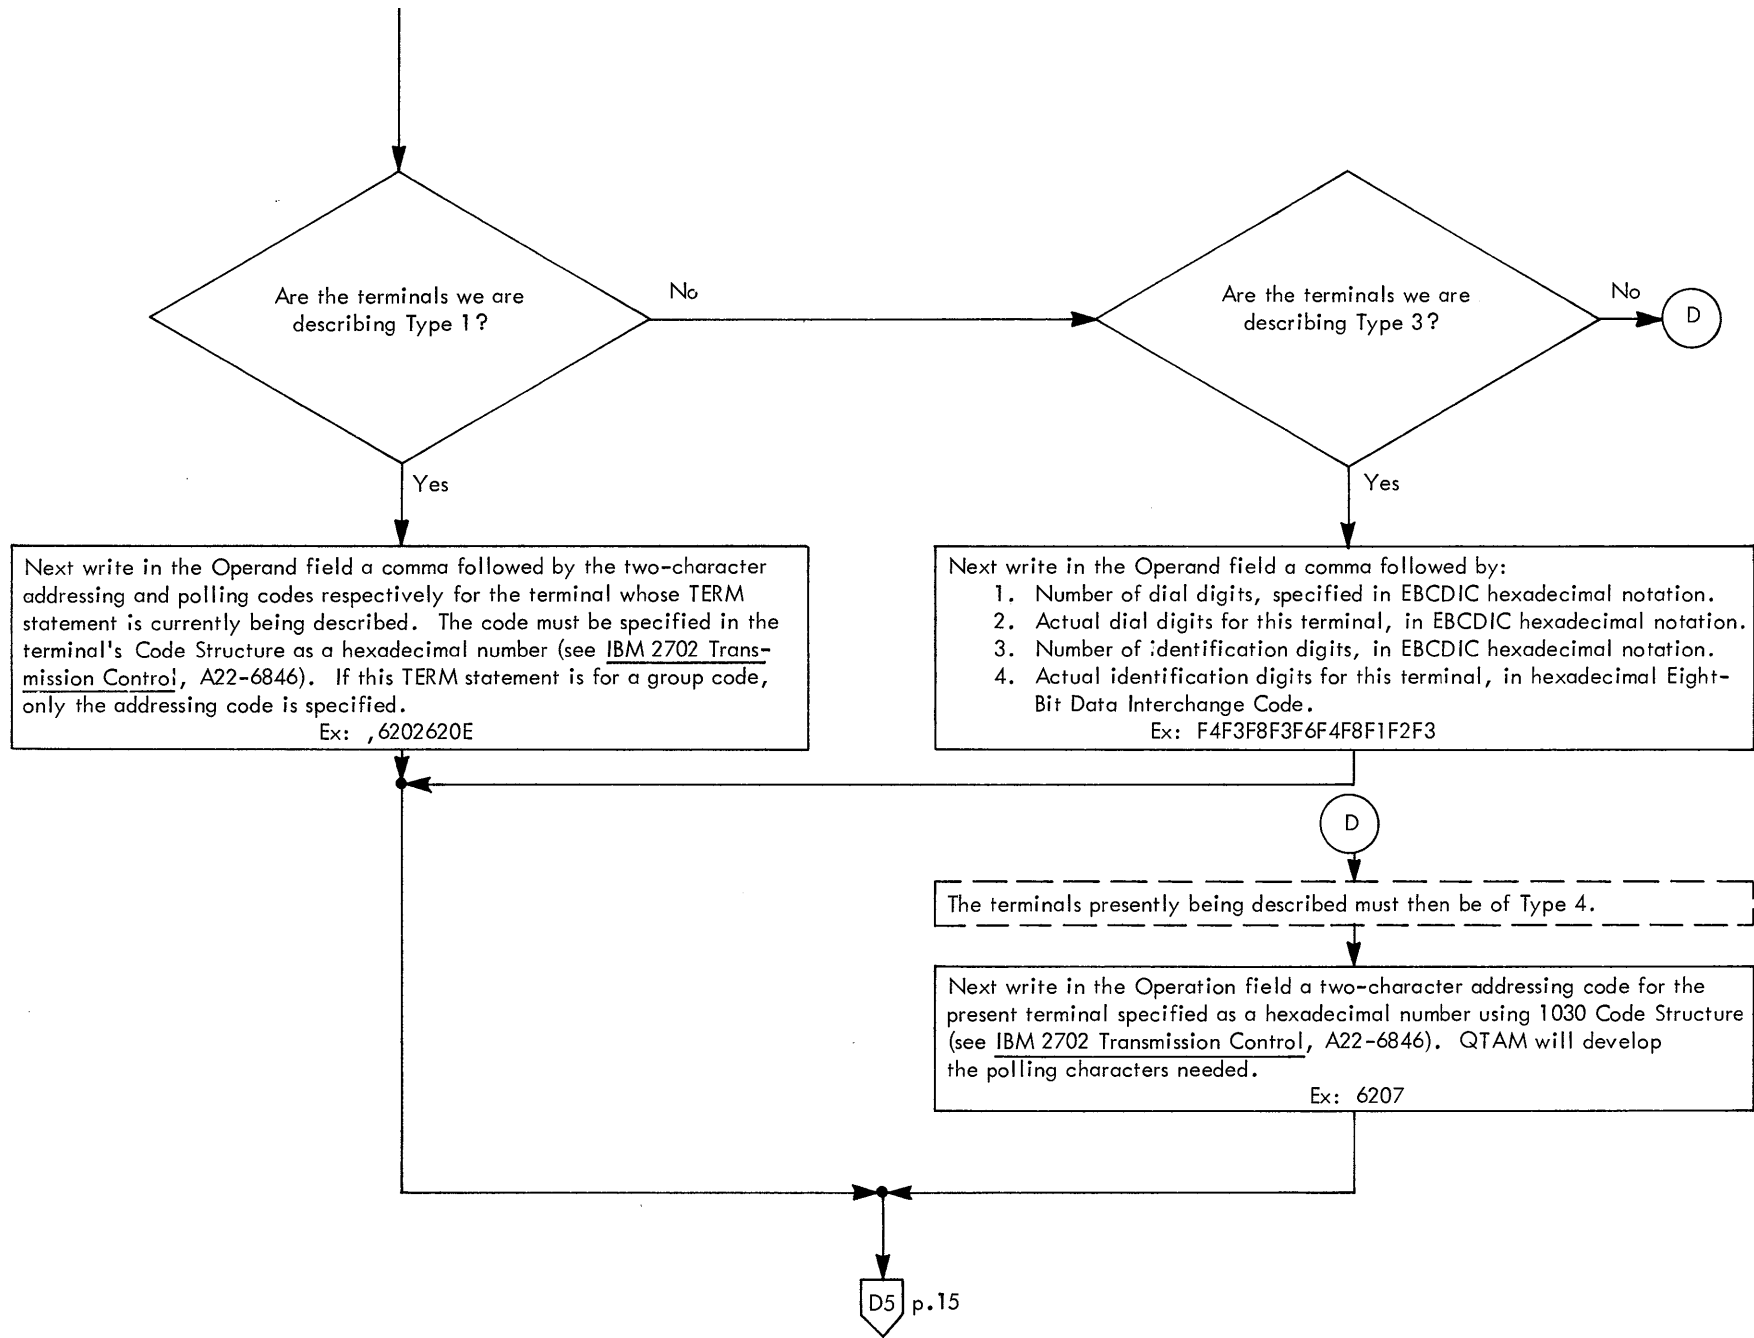 Are the terminals we are
describing Type 1?
No
Are the terminals we are
describing Type 3?
No
D
Yes
Yes
Next write in the Operand field a comma followed by the two-character
addressing and polling codes respectively for the terminal whose TERM
statement is currently being described. The code must be specified in the
terminal's Code Structure as a hexadecimal number (see IBM 2702 Trans-
mission Control, A22-6846). If this TERM statement is for a group code,
only the addressing code is specified.
Ex: ,6202620E
Next write in the Operand field a comma followed by:
1. Number of dial digits, specified in EBCDIC hexadecimal notation.
2. Actual dial digits for this terminal, in EBCDIC hexadecimal notation.
3. Number of identification digits, in EBCDIC hexadecimal notation.
4. Actual identification digits for this terminal, in hexadecimal Eight-
Bit Data Interchange Code.
Ex: F4F3F8F3F6F4F8F1F2F3
D
The terminals presently being described must then be of Type 4.
Next write in the Operation field a two-character addressing code for the
present terminal specified as a hexadecimal number using 1030 Code Structure
(see IBM 2702 Transmission Control, A22-6846). QTAM will develop
the polling characters needed.
Ex: 6207
D5 p.15